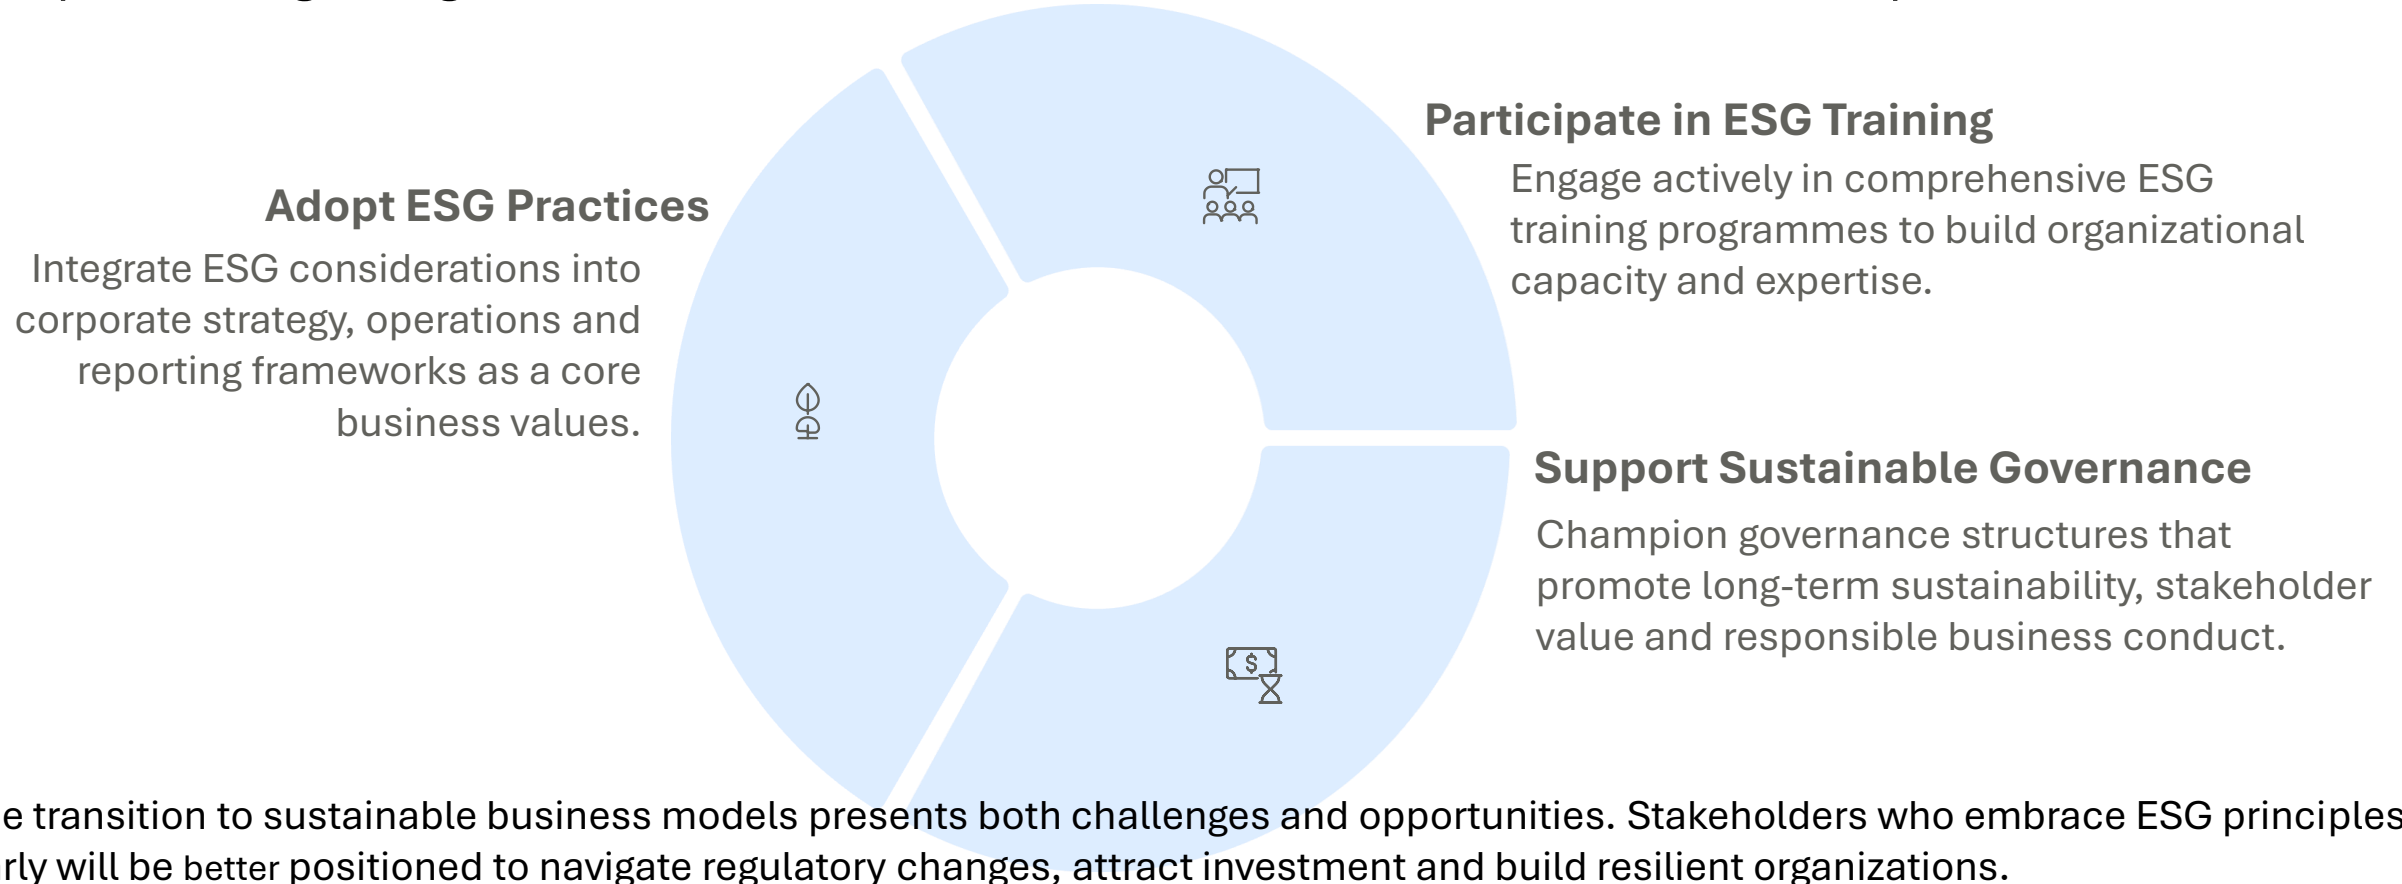 Adopt ESG Practices
Integrate ESG considerations into
corporate strategy, operations and
reporting frameworks as a core
business values.
Participate in ESG Training
Engage actively in comprehensive ESG
training programmes to build organizational
capacity and expertise.
Support Sustainable Governance
Champion governance structures that
promote long-term sustainability, stakeholder
value and responsible business conduct.
$
e transition to sustainable business models presents both challenges and opportunities. Stakeholders who embrace ESG principles
rly will be better positioned to navigate regulatory changes, attract investment and build resilient organizations.